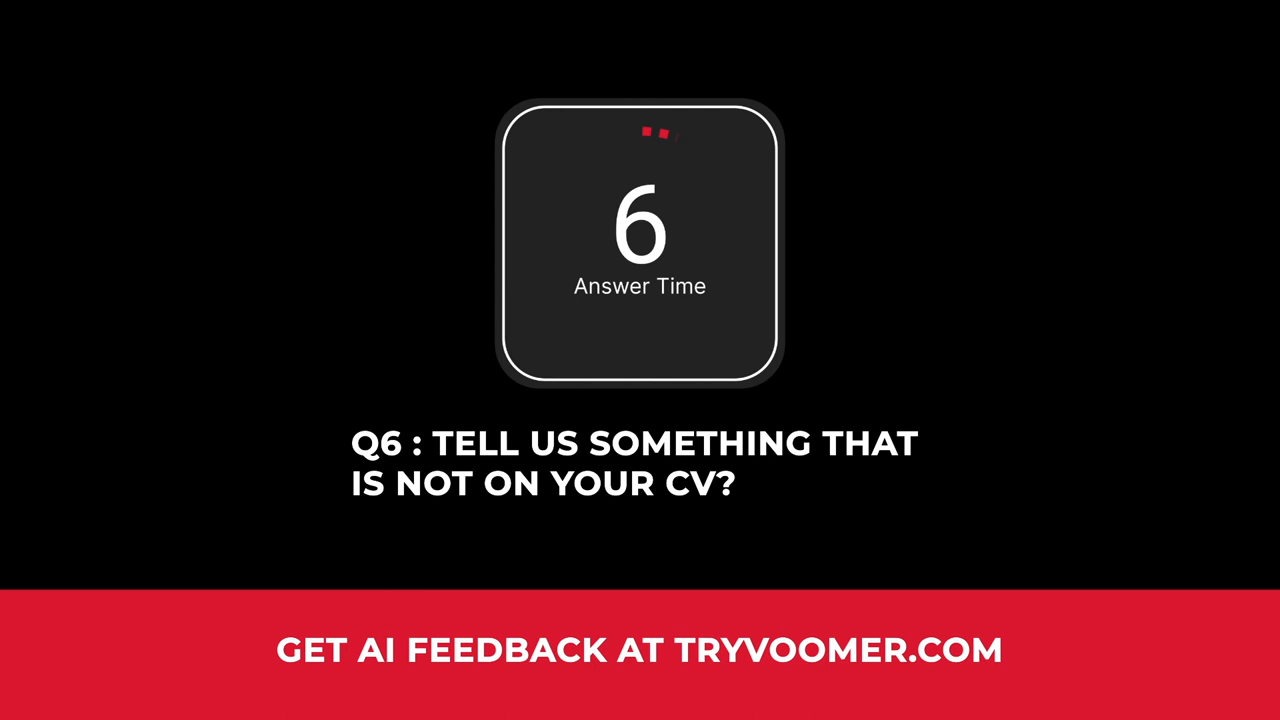 6
Answer Time
Q6 : TELL US SOMETHING THAT
IS NOT ON YOUR CV?
GET AI FEEDBACK AT TRYVOOMER.COM